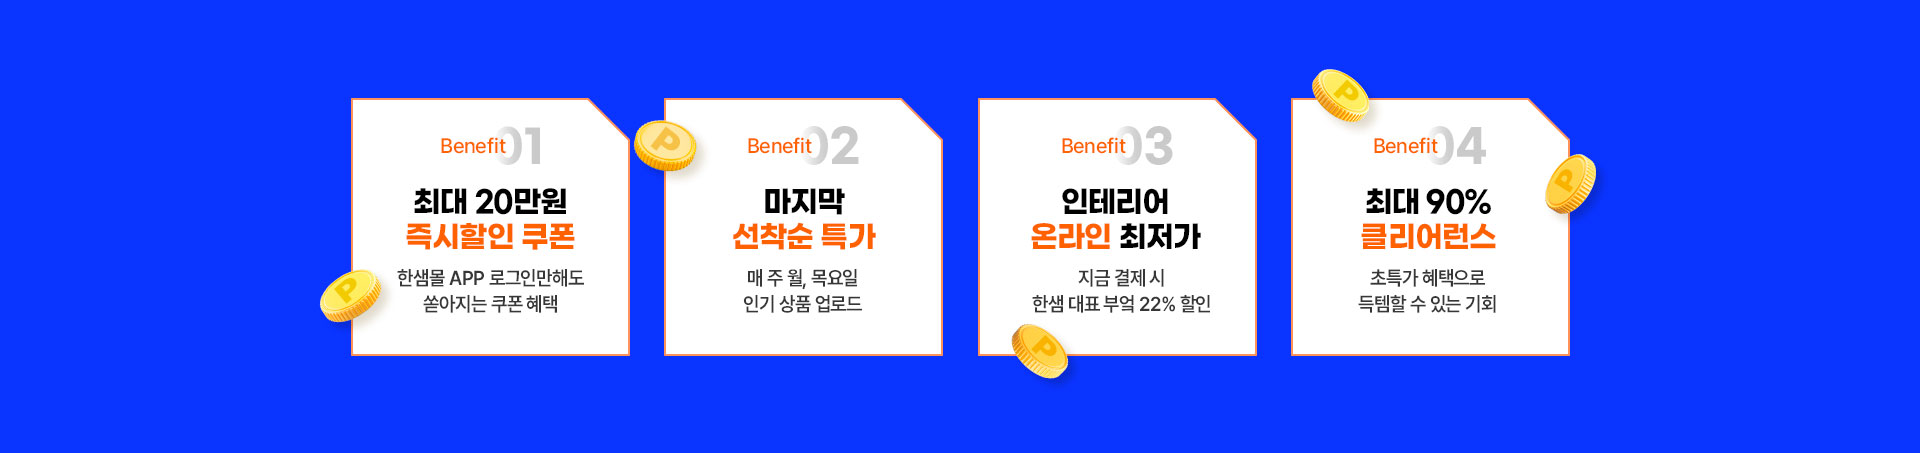 Benefit 01
최대 20만원
즉시할인 쿠폰
한샘몰 APP 로그인만해도
쏟아지는 쿠폰 혜택
Benefit 02
마지막
선착순 특가
매 주 월, 목요일
인기 상품 업로드
Benefit 03
인테리어
온라인 최저가
지금 결제 시
한샘 대표 부엌 22% 할인
Benefit 04
최대 90%
클리어런스
초특가 혜택으로
득템할 수 있는 기회
P
P
P
P
P